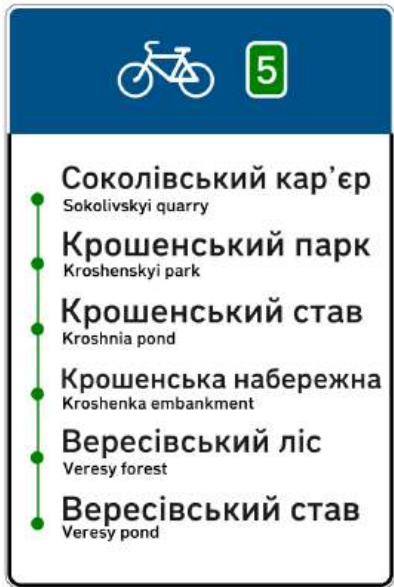 5
Соколівський кар’єр
Sokolivskyi quarry
Крошенський парк
Kroshenskyi park
Крошенський став
Kroshnia pond
Крошенська набережна
Kroshenka embankment
Вересівський ліс
Veresy forest
Вересівський став
Veresy pond